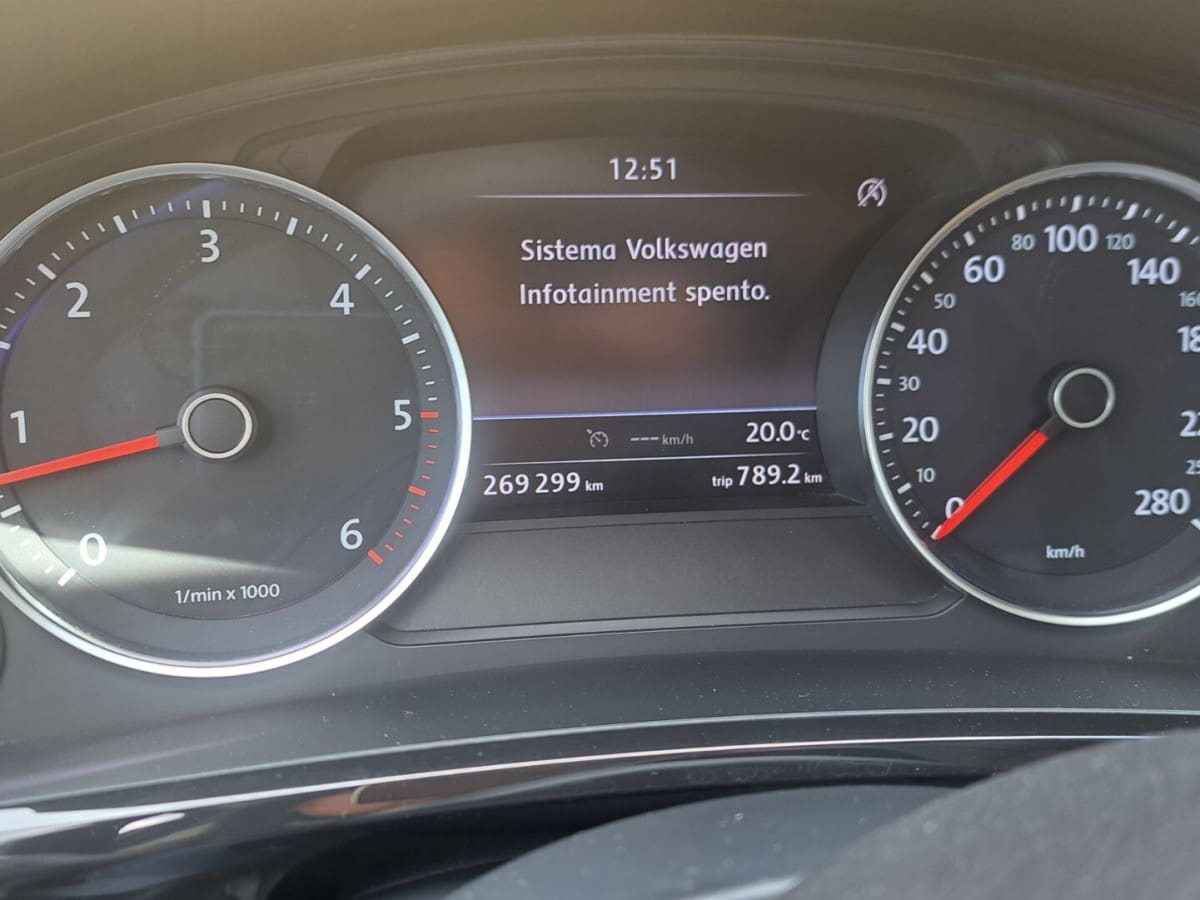 12:51
Sistema Volkswagen
Infotainment spento.
--- km/h
20.0°C
269 299 km
trip 789.2 km
0
1
2
3
4
5
6
1/min x 1000
0
10
20
30
40
50
60
80
100
120
140
280
km/h